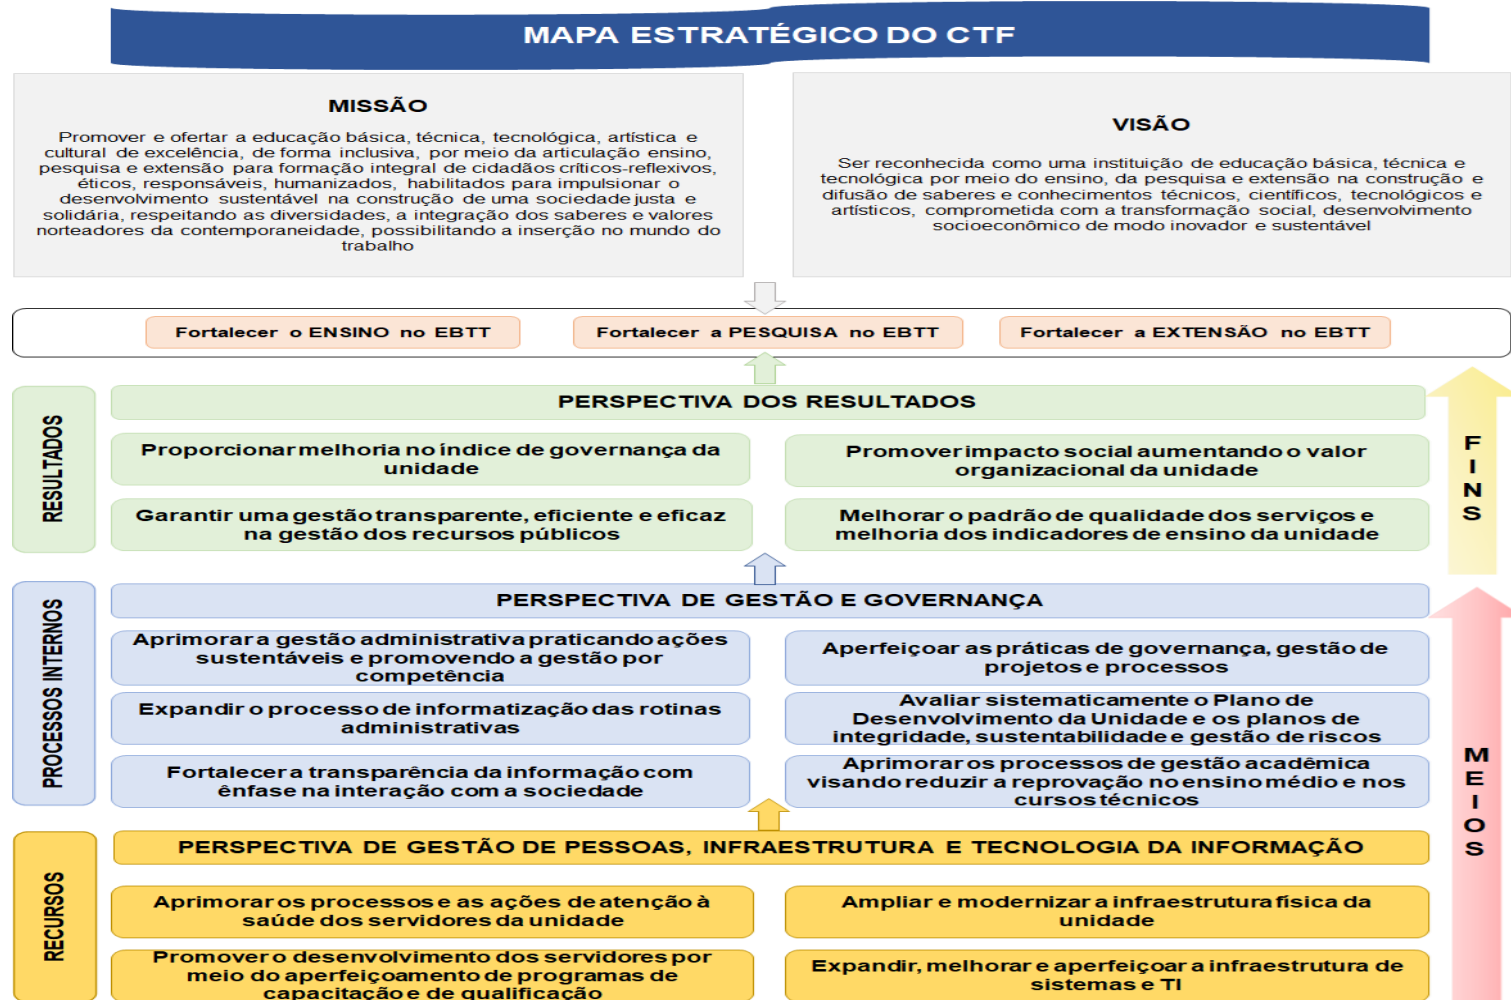 MAPA ESTRATÉGICO DO CTF
MISSÃO
Promover e ofertar a educação básica, técnica, tecnológica, artística e
cultural de excelência, de forma inclusiva, por meio da articulação ensino,
pesquisa e extensão para formação integral de cidadãos críticos-reflexivos,
éticos, responsáveis, humanizados, habilitados para impulsionar o
desenvolvimento sustentável na construção de uma sociedade justa e
solidária, respeitando as diversidades, a integração dos saberes e valores
norteadores da contemporaneidade, possibilitando a inserção no mundo do
trabalho
VISÃO
Ser reconhecida como uma instituição de educação básica, técnica e
tecnológica por meio do ensino, da pesquisa e extensão na construção e
difusão de saberes e conhecimentos técnicos, científicos, tecnológicos e
artísticos, comprometida com a transformação social, desenvolvimento
socioeconômico de modo inovador e sustentável
Fortalecer o ENSINO no EBTT
Fortalecer a PESQUISA no EBTT
Fortalecer a EXTENSÃO no EBTT
RESULTADOS
PERSPECTIVA DOS RESULTADOS
Proporcionar melhoria no índice de governança da
unidade
Promover impacto social aumentando o valor
organizacional da unidade
Garantir uma gestão transparente, eficiente e eficaz
na gestão dos recursos públicos
Melhorar o padrão de qualidade dos serviços e
melhoria dos indicadores de ensino da unidade
FINS
PROCESSOS INTERNOS
PERSPECTIVA DE GESTÃO E GOVERNANÇA
Aprimorar a gestão administrativa praticando ações
sustentáveis e promovendo a gestão por
competência
Aperfeiçoar as práticas de governança, gestão de
projetos e processos
Expandir o processo de informatização das rotinas
administrativas
Avaliar sistematicamente o Plano de
Desenvolvimento da Unidade e os planos de
integridade, sustentabilidade e gestão de riscos
Fortalecer a transparência da informação com
ênfase na interação com a sociedade
Aprimorar os processos de gestão acadêmica
visando reduzir a reprovação no ensino médio e nos
cursos técnicos
MEIOS
RECURSOS
PERSPECTIVA DE GESTÃO DE PESSOAS, INFRAESTRUTURA E TECNOLOGIA DA INFORMAÇÃO
Aprimorar os processos e as ações de atenção à
saúde dos servidores da unidade
Ampliar e modernizar a infraestrutura física da
unidade
Promover o desenvolvimento dos servidores por
meio do aperfeiçoamento de programas de
capacitação e de qualificação
Expandir, melhorar e aperfeiçoar a infraestrutura de
sistemas e TI